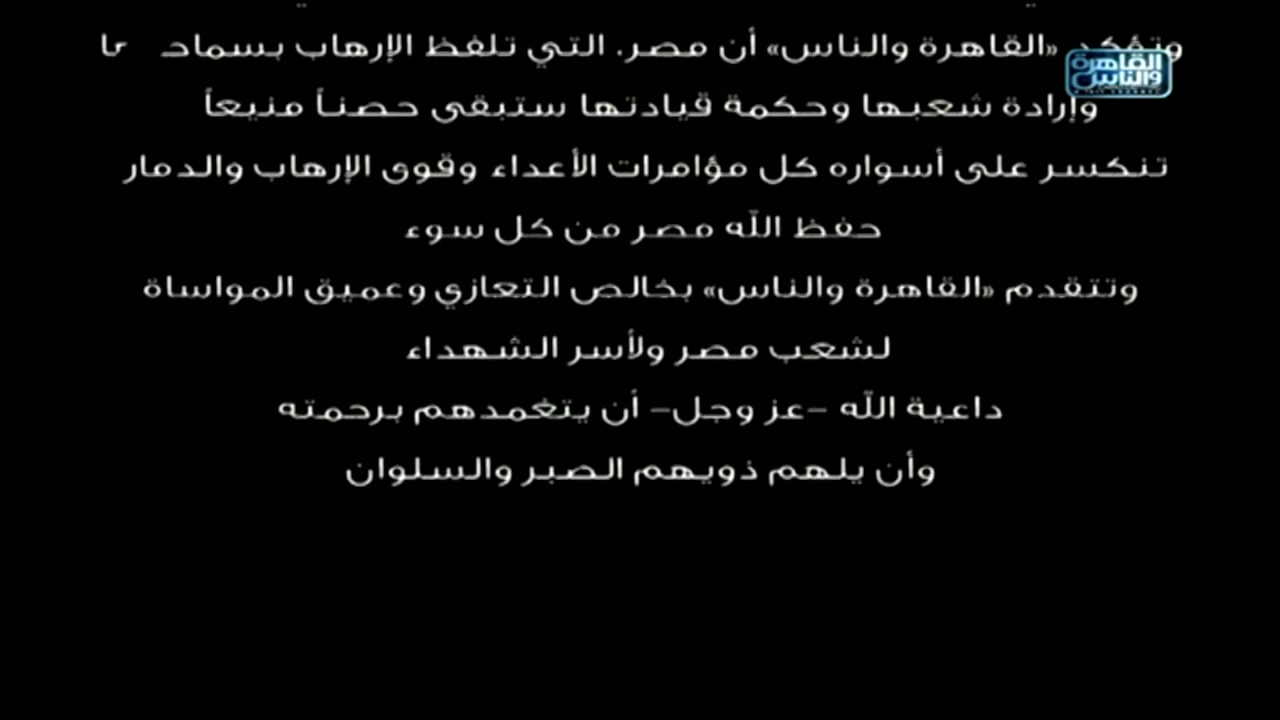 وتؤكد «القاهرة والناس» أن مصر. التي تلفظ الإرهاب
وإرادة شعبها وحكمة قيادتها ستبقى حصناً منيعاً
تنكسر على أسواره كل مؤامرات الأعداء وقوى الإرهاب والدمار
حفظ الله مصر من كل سوء
وتتقدم «القاهرة والناس» بخالص التعازي وعميق المواساة
لشعب مصر ولأسر الشهداء
داعية الله -عز وجل- أن يتغمدهم برحمته
وأن يلهم ذويهم الصبر والسلوان
القاهرة
والناس